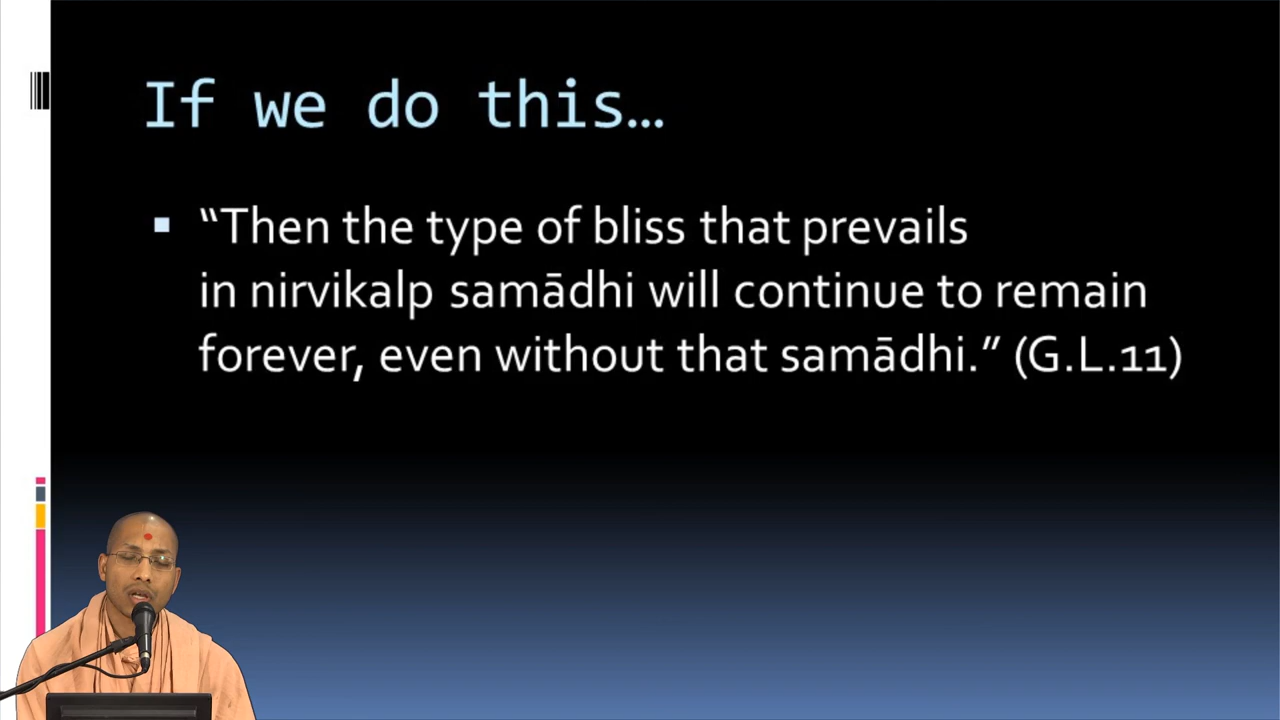 If we do this…
“Then the type of bliss that prevails
in nirvikalp samādhi will continue to remain
forever, even without that samādhi.” (G.L.11)